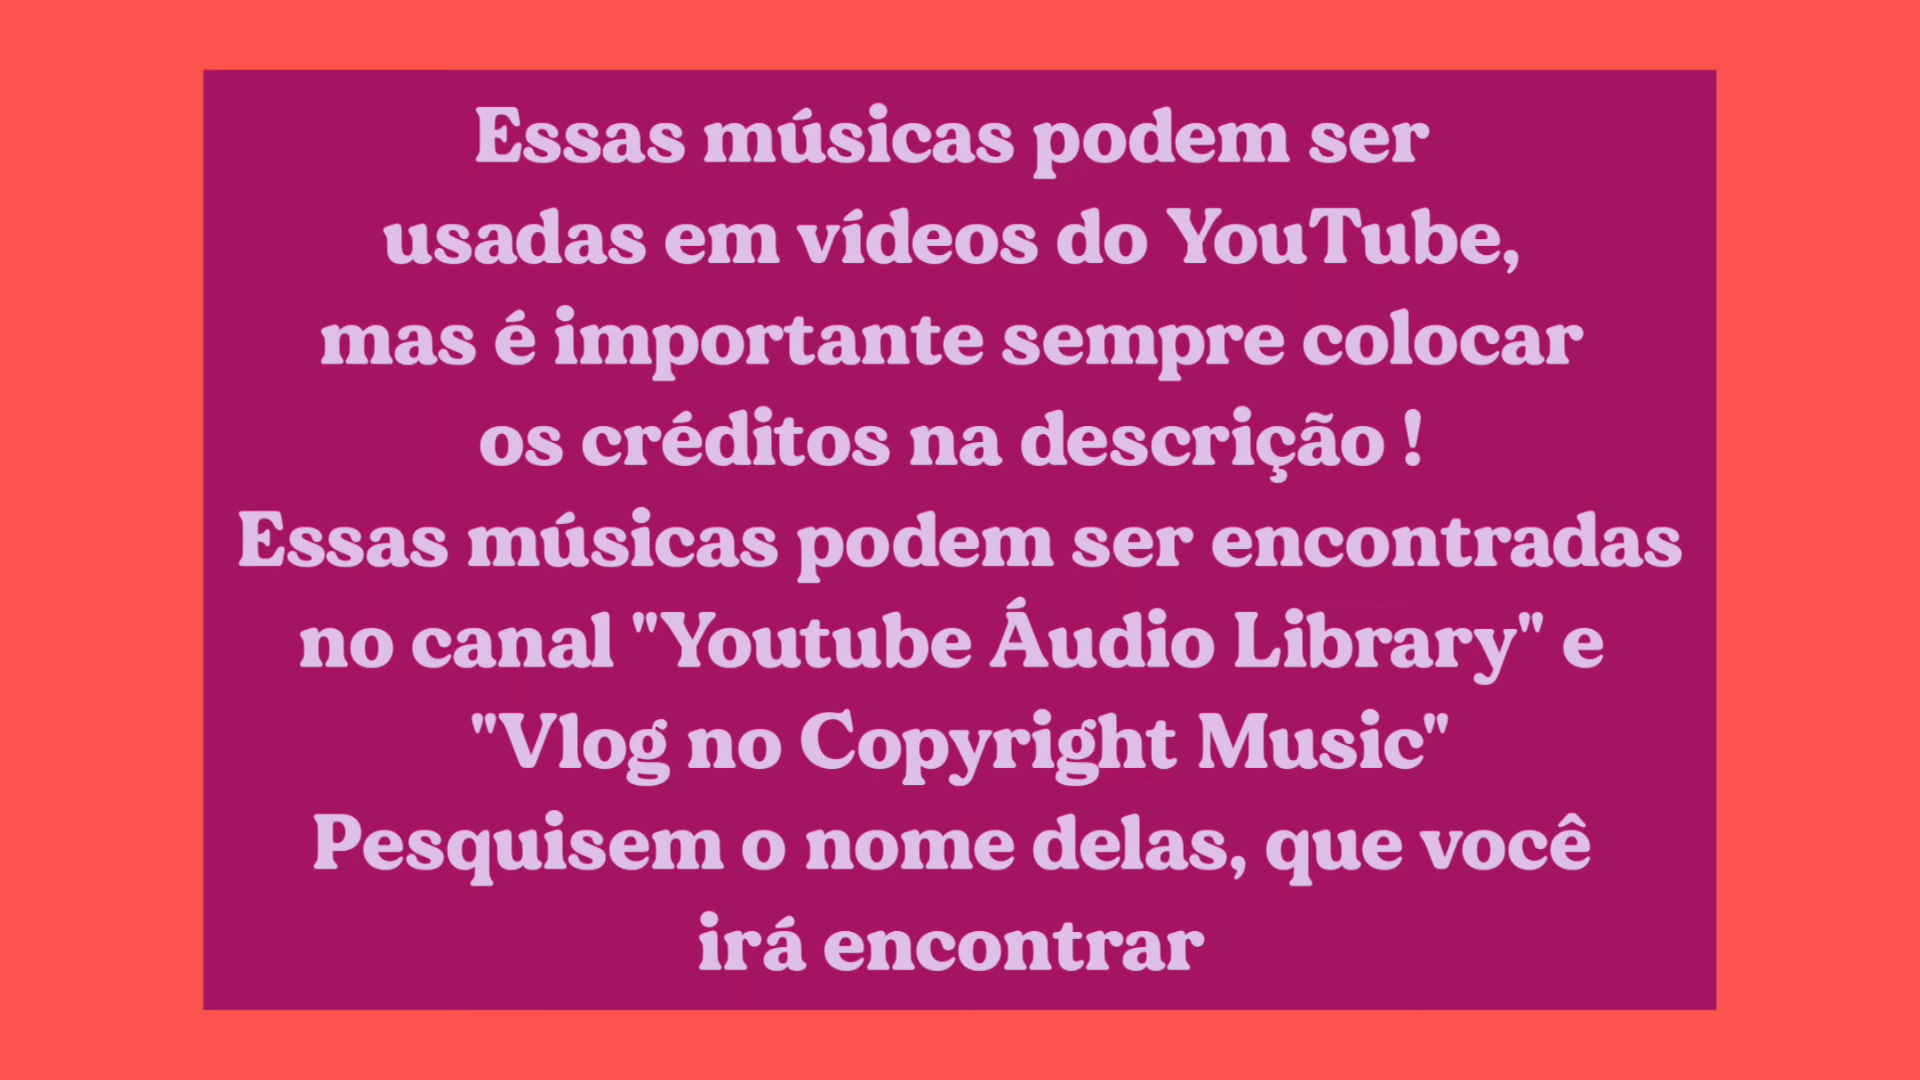 Essas músicas podem ser
usadas em vídeos do YouTube,
mas é importante sempre colocar
os créditos na descrição !
Essas músicas podem ser encontradas
no canal "Youtube Áudio Library" e
"Vlog no Copyright Music"
Pesquisem o nome delas, que você
irá encontrar